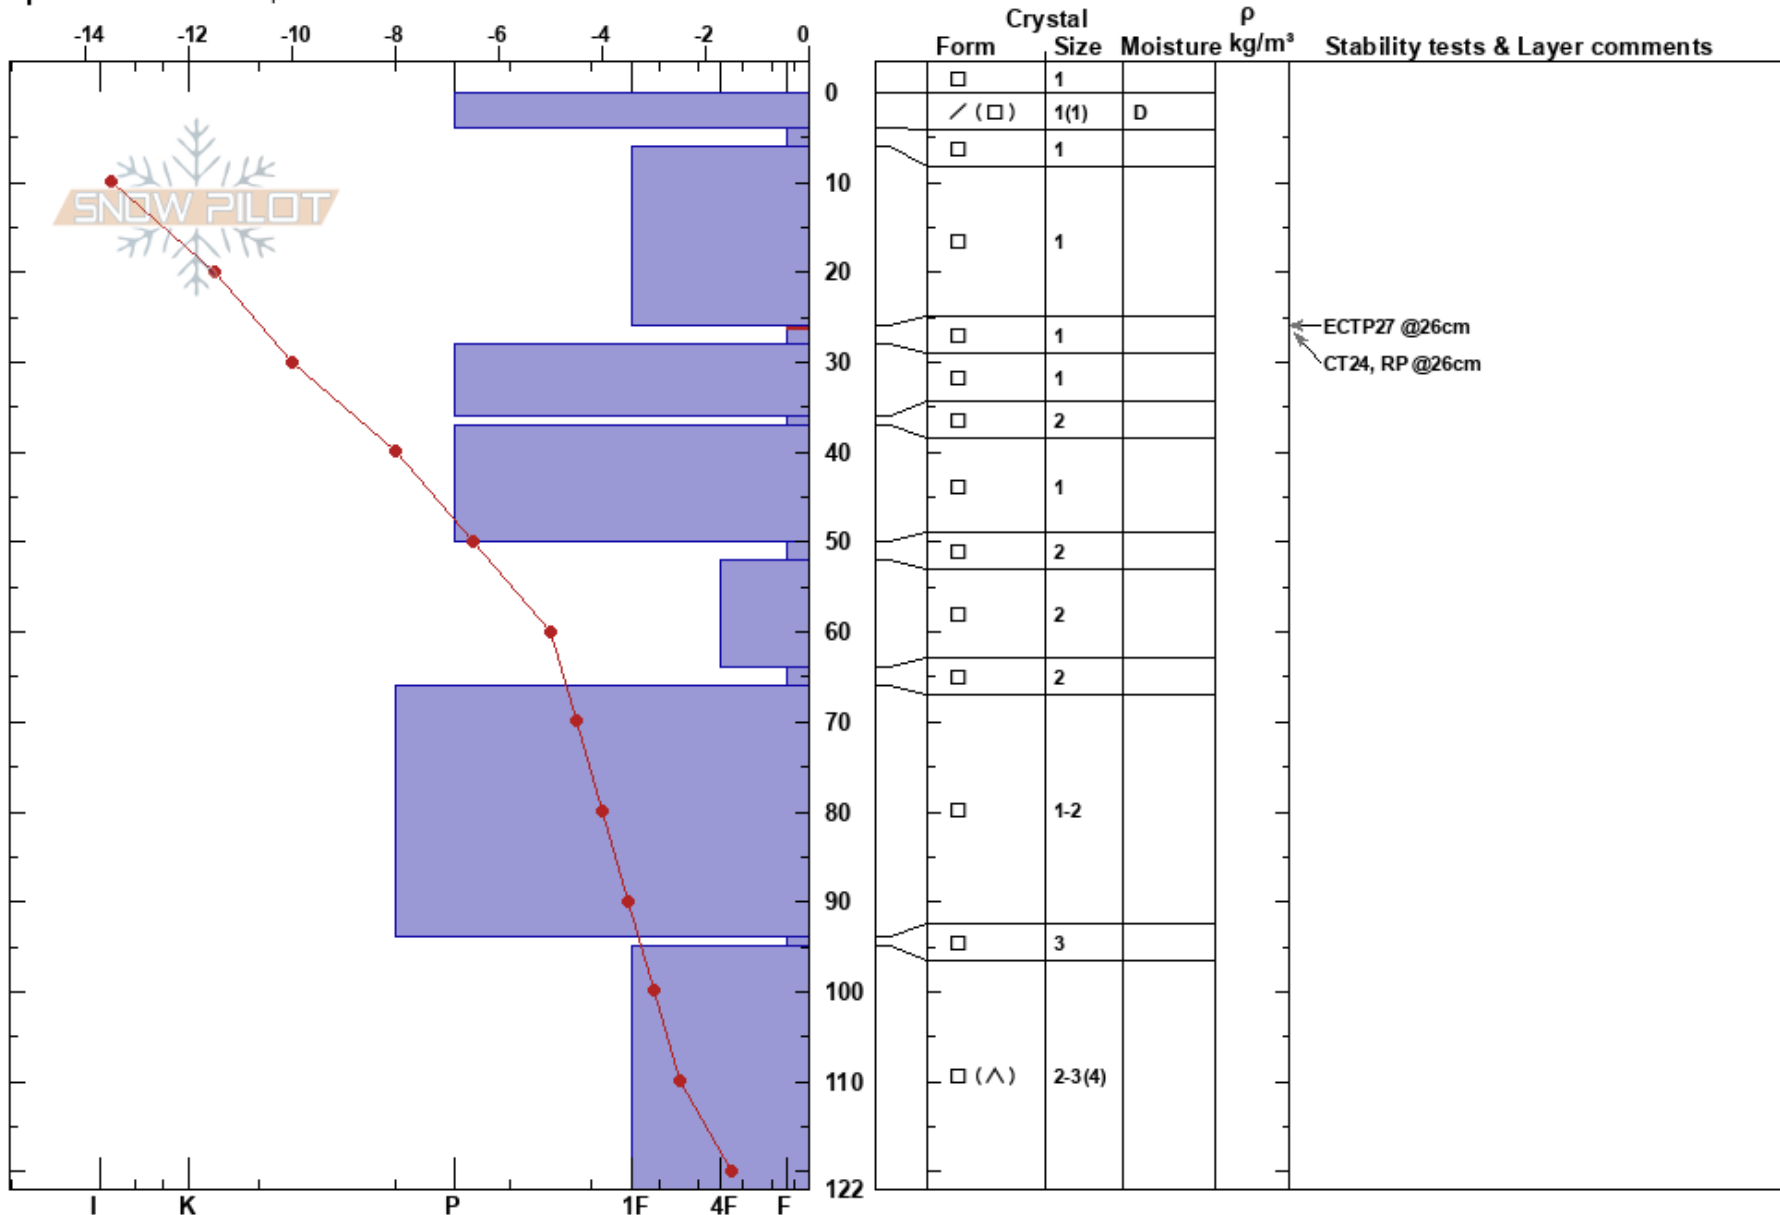 Crystal ρ
Form Size Moisture kg/m³ Stability tests & Layer comments
-14 -12 -10 -8 -6 -4 -2 0
□ 1
0
/ (□) 1(1) D
□ 1
10
SNOW PILOT
□ 1
20
ECTP27 @26cm
□ 1
CT24, RP @26cm
30
□ 1
□ 2
40
□ 1
50
□ 2
□ 2
60
□ 2
70
80
□ 1-2
90
□ 3
100
110
□ (∧) 2-3(4)
122
I K P 1F 4F F